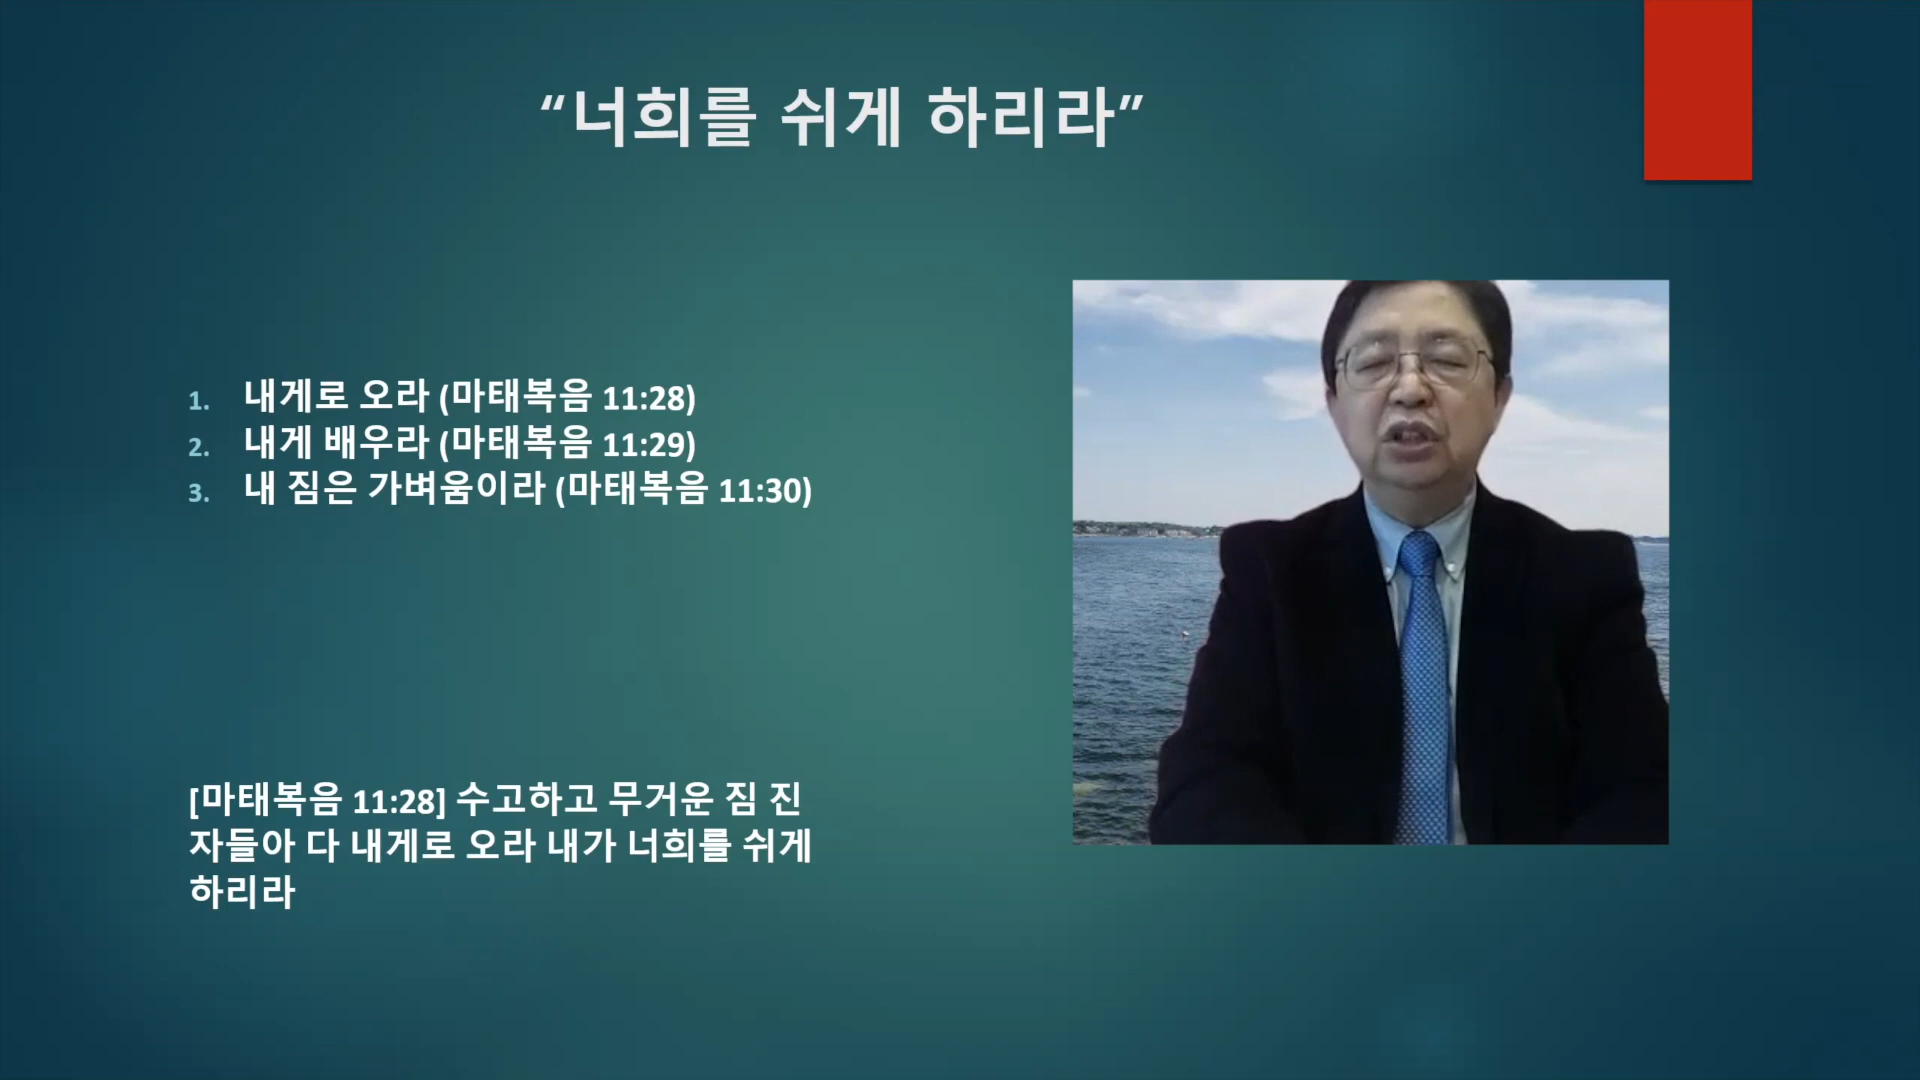 “너희를 쉬게 하리라”
1. 내게로 오라 (마태복음 11:28)
2. 내게 배우라 (마태복음 11:29)
3. 내 짐은 가벼움이라 (마태복음 11:30)
[마태복음 11:28] 수고하고 무거운 짐 진
자들아 다 내게로 오라 내가 너희를 쉬게
하리라